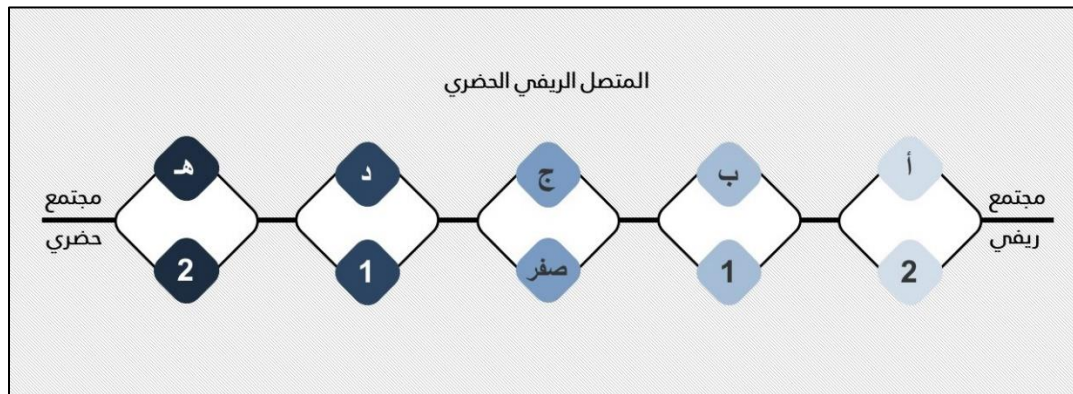 المتصل الريفي الحضري
أ ب ج د هـ
مجتمع
ريفي
مجتمع
حضري
2 1 صفر 1 2